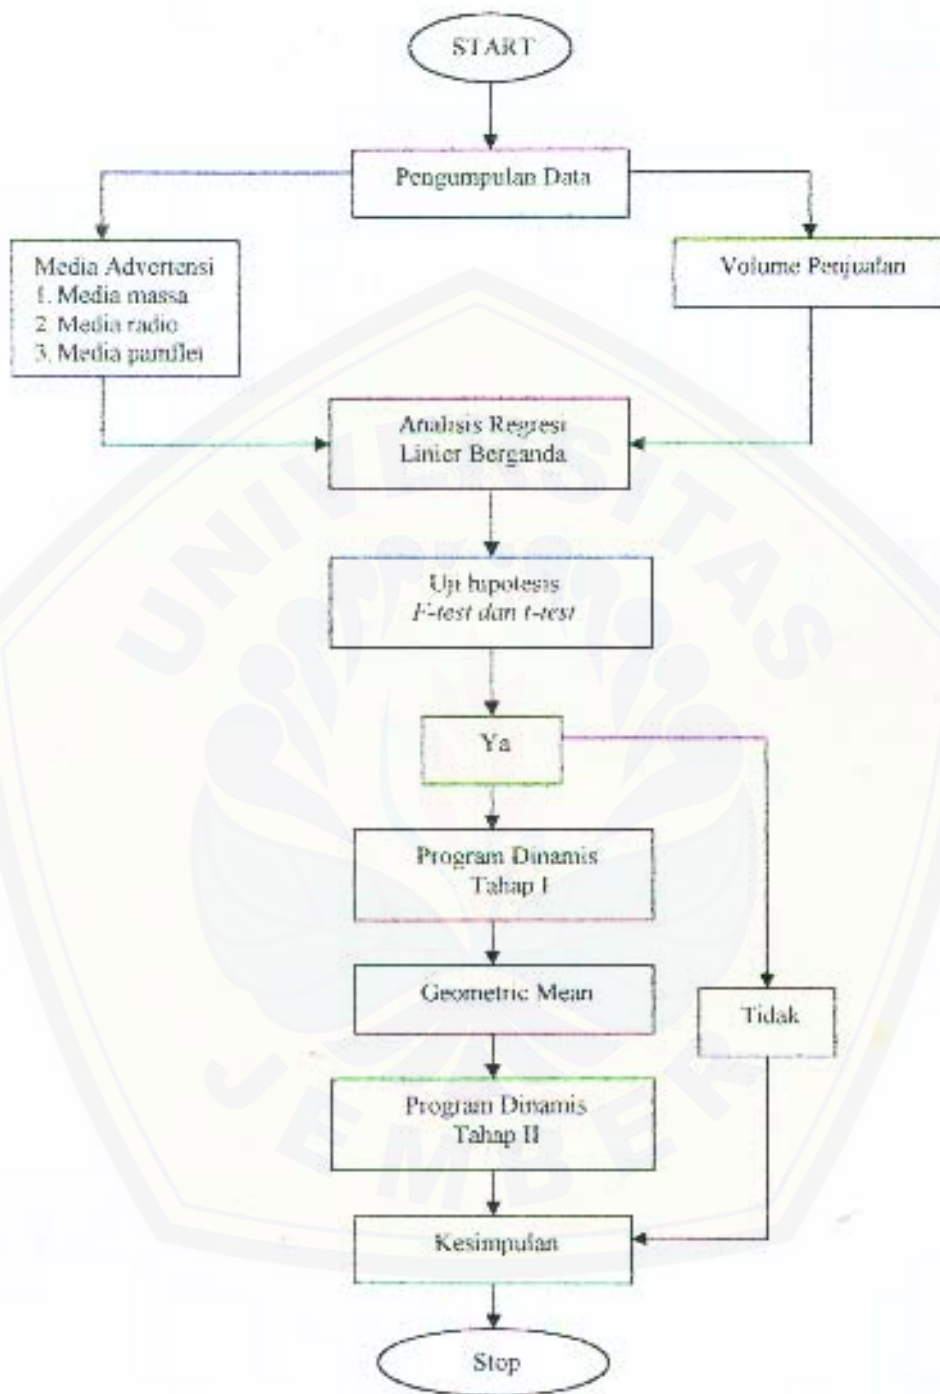 START
Pengumpulan Data
Media Advertensi
1. Media massa
2. Media radio
3. Media pamflet
Volume Penjualan
Analisis Regresi
Linier Berganda
Uji hipotesis
F-test dan t-test
Ya
Program Dinamis
Tahap I
Geometric Mean
Tidak
Program Dinamis
Tahap II
Kesimpulan
Stop
UNIVERSITAS
JEMBER